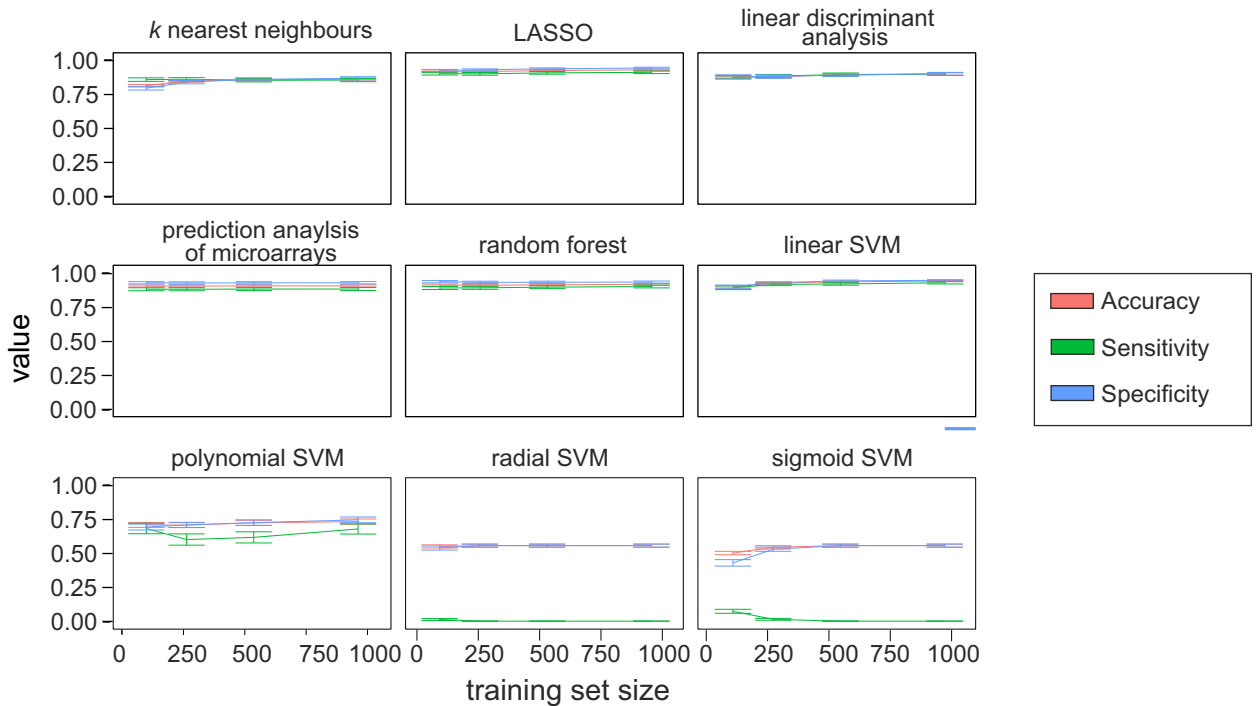 k nearest neighbours
LASSO
linear discriminant
analysis
1.00
0.75
0.50
0.25
0.00
prediction anaylsis
of microarrays
random forest
linear SVM
1.00
0.75
0.50
0.25
0.00
value
Accuracy
Sensitivity
Specificity
polynomial SVM
radial SVM
sigmoid SVM
1.00
0.75
0.50
0.25
0.00
0 250 500 750 1000
0 250 500 750 1000
0 250 500 750 1000
training set size